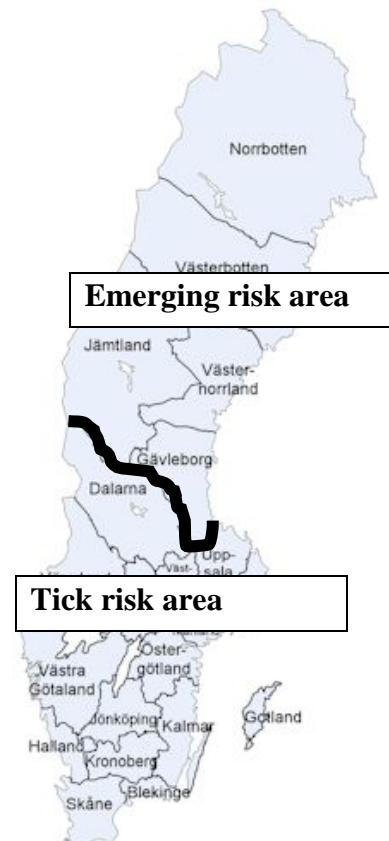 Norrbotten
Västerbotten
Emerging risk area
Jämtland
Väster-
norrland
Gävleborg
Dalarna
Upp-
Väst-
sala
Tick risk area
Öster-
götland
Västra
Götaland
Jönköping
Kalmar
Gotland
Halland
Kronoberg
Blekinge
Skåne